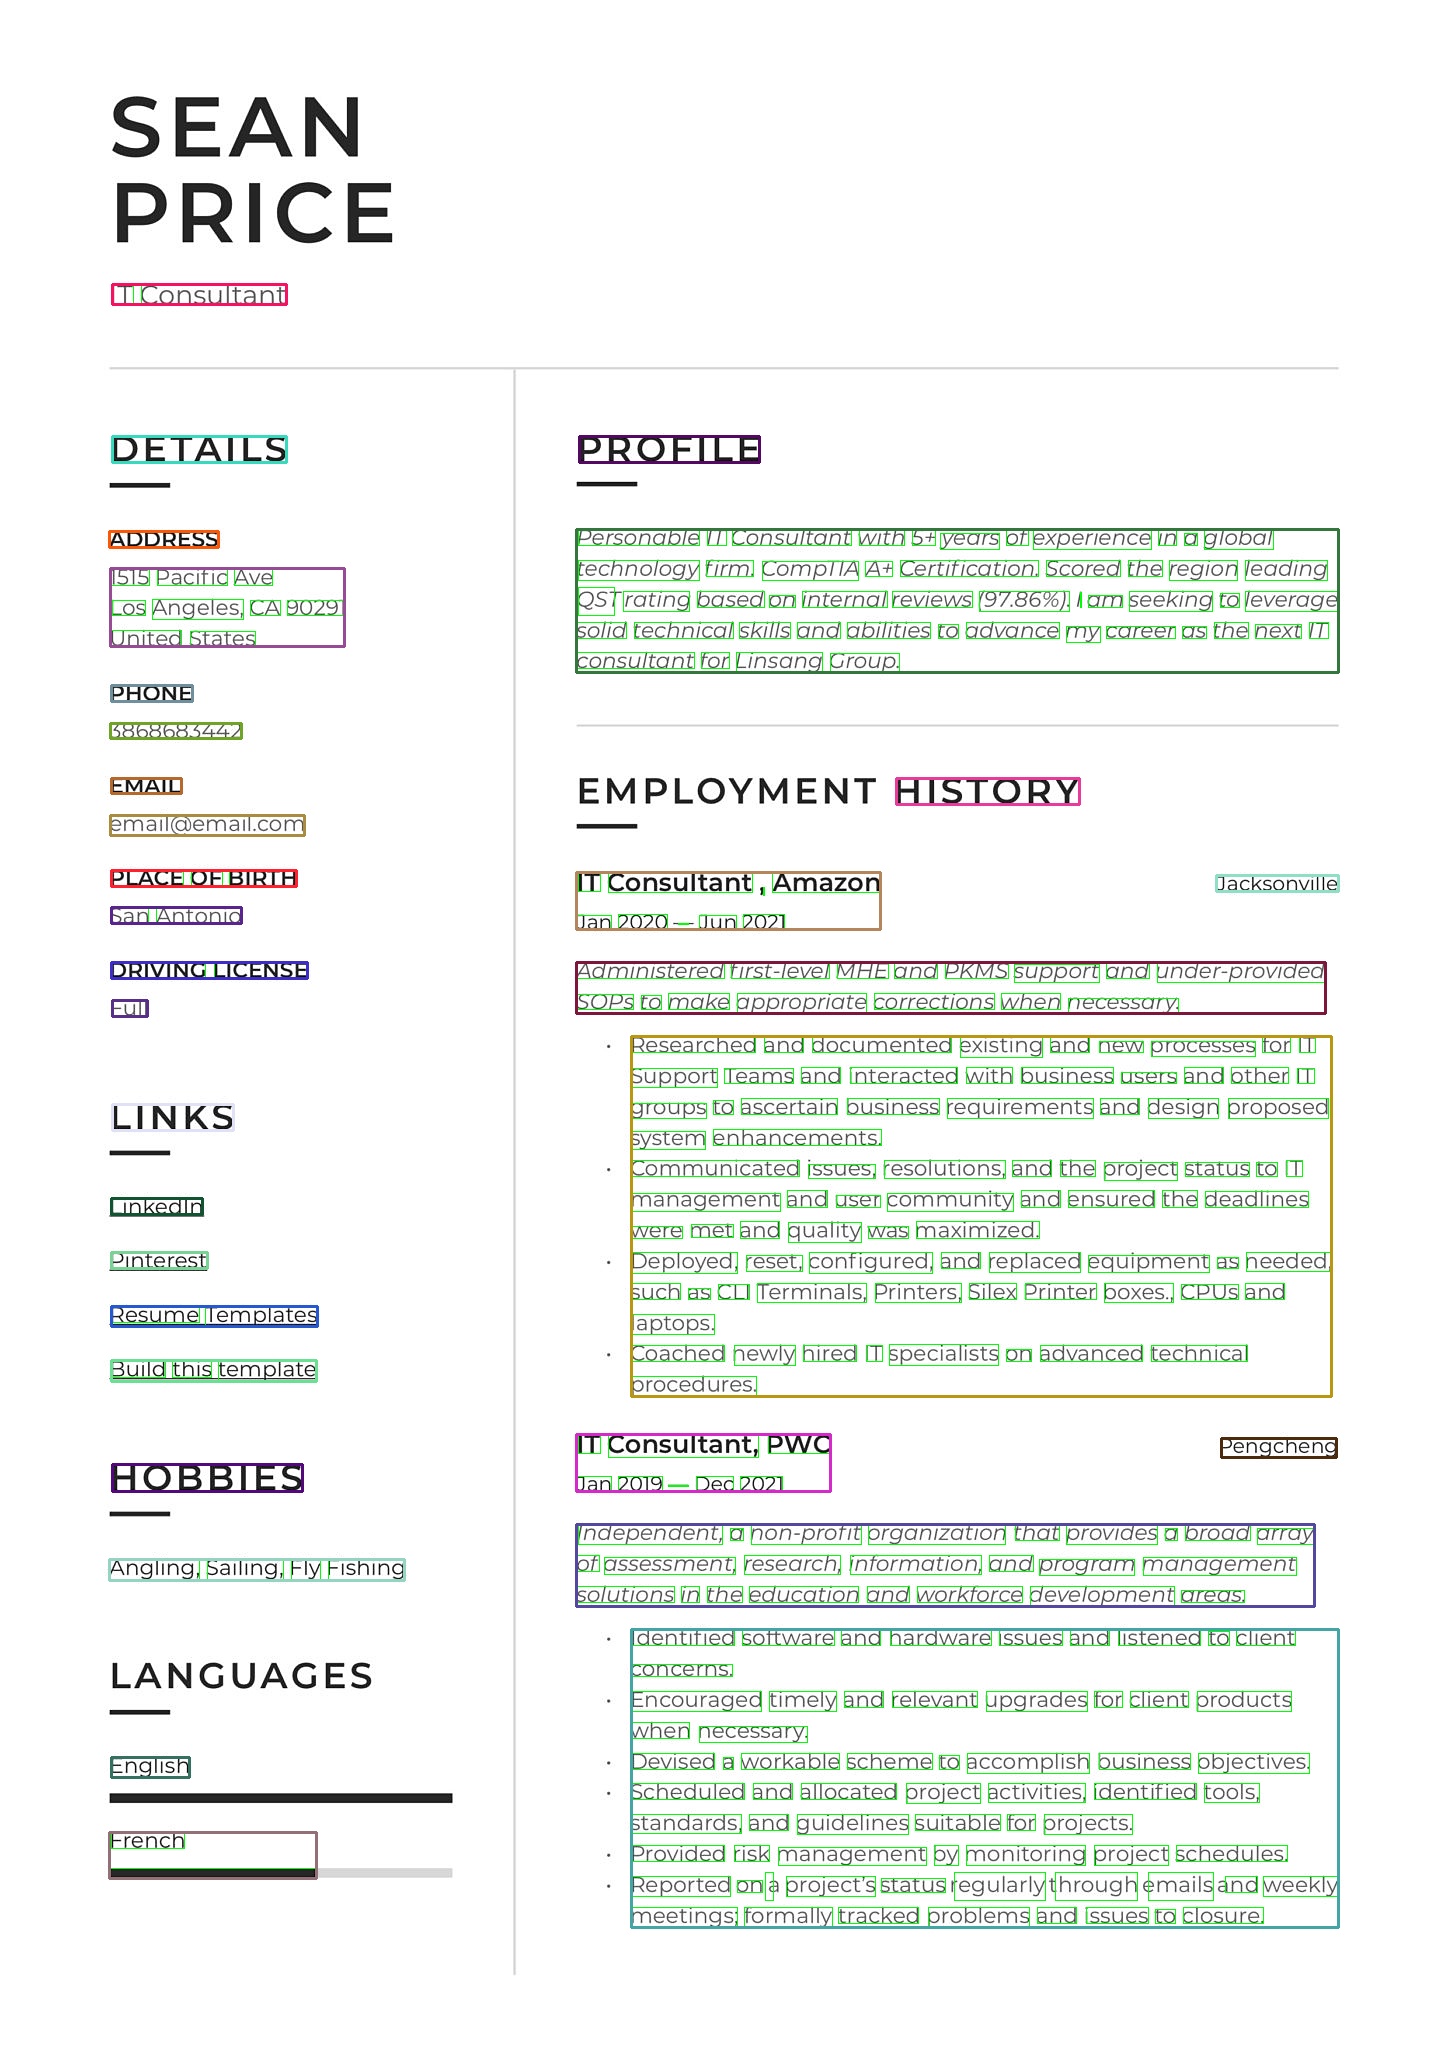 SEAN
PRICE
IT Consultant
DETAILS
ADDRESS
1515 Pacific Ave
Los Angeles, CA 90291
United States
PHONE
3868683442
EMAIL
email@email.com
PLACE OF BIRTH
San Antonio
DRIVING LICENSE
Full
LINKS
LinkedIn
Pinterest
Resume Templates
Build this template
HOBBIES
Angling, Sailing, Fly Fishing
LANGUAGES
English
French
PROFILE
Personable IT Consultant with 5+ years of experience in a global
technology firm. CompTIA A+ Certification. Scored the region leading
QST rating based on internal reviews (97.86%). I am seeking to leverage
solid technical skills and abilities to advance my career as the next IT
consultant for Linsang Group.
EMPLOYMENT HISTORY
IT Consultant , Amazon
Jacksonville
Jan 2020 — Jun 2021
Administered first-level MHE and PKMS support and under-provided
SOPs to make appropriate corrections when necessary.
• Researched and documented existing and new processes for IT
Support Teams and interacted with business users and other IT
groups to ascertain business requirements and design proposed
system enhancements.
• Communicated issues, resolutions, and the project status to IT
management and user community and ensured the deadlines
were met and quality was maximized.
• Deployed, reset, configured, and replaced equipment as needed,
such as CLI Terminals, Printers, Silex Printer boxes., CPUs and
laptops.
• Coached newly hired IT specialists on advanced technical
procedures.
IT Consultant, PWC
Pengcheng
Jan 2019 — Dec 2021
Independent, a non-profit organization that provides a broad array
of assessment, research, information, and program management
solutions in the education and workforce development areas.
• Identified software and hardware issues and listened to client
concerns.
• Encouraged timely and relevant upgrades for client products
when necessary.
• Devised a workable scheme to accomplish business objectives.
• Scheduled and allocated project activities, identified tools,
standards, and guidelines suitable for projects.
• Provided risk management by monitoring project schedules.
• Reported on a project's status regularly through emails and weekly
meetings; formally tracked problems and issues to closure.